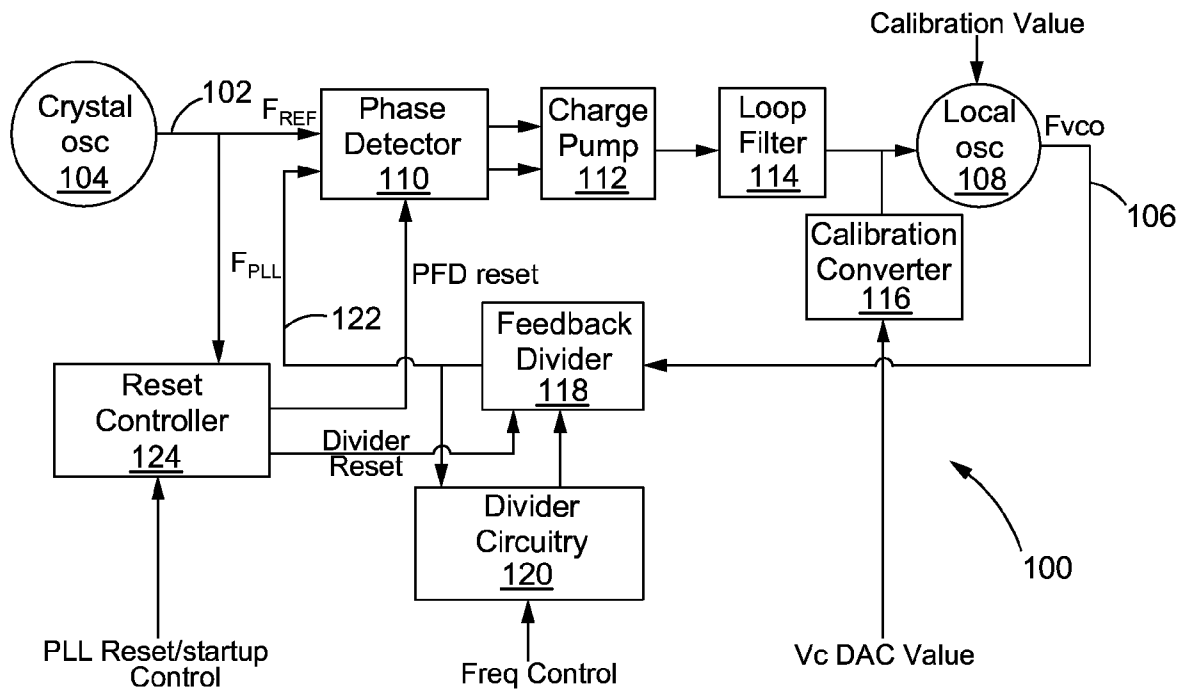 Calibration Value
Crystal
osc
104
102
F_REF
Phase
Detector
110
Charge
Pump
112
Loop
Filter
114
Local
osc
108
Fvco
106
Calibration
Converter
116
F_PLL
PFD reset
122
Feedback
Divider
118
Reset
Controller
124
Divider
Reset
Divider
Circuitry
120
100
PLL Reset/startup
Control
Freq Control
Vc DAC Value